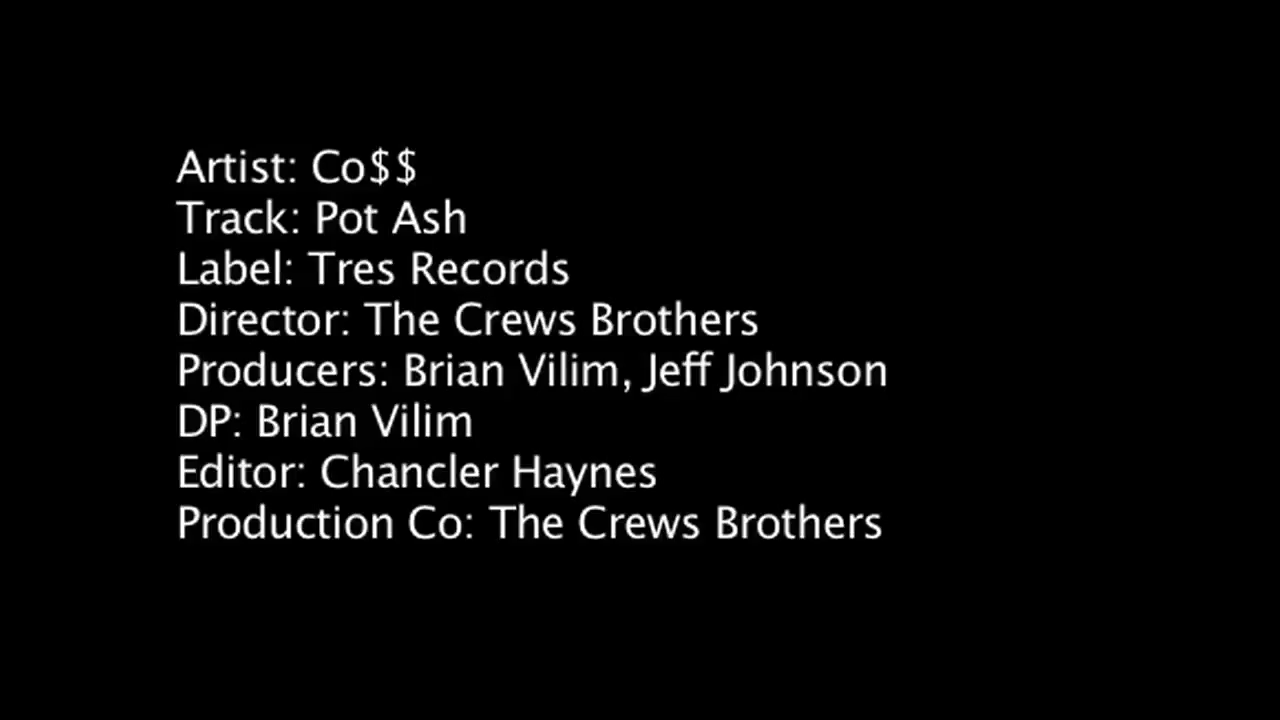 Artist: Co$$
Track: Pot Ash
Label: Tres Records
Director: The Crews Brothers
Producers: Brian Vilim, Jeff Johnson
DP: Brian Vilim
Editor: Chancler Haynes
Production Co: The Crews Brothers